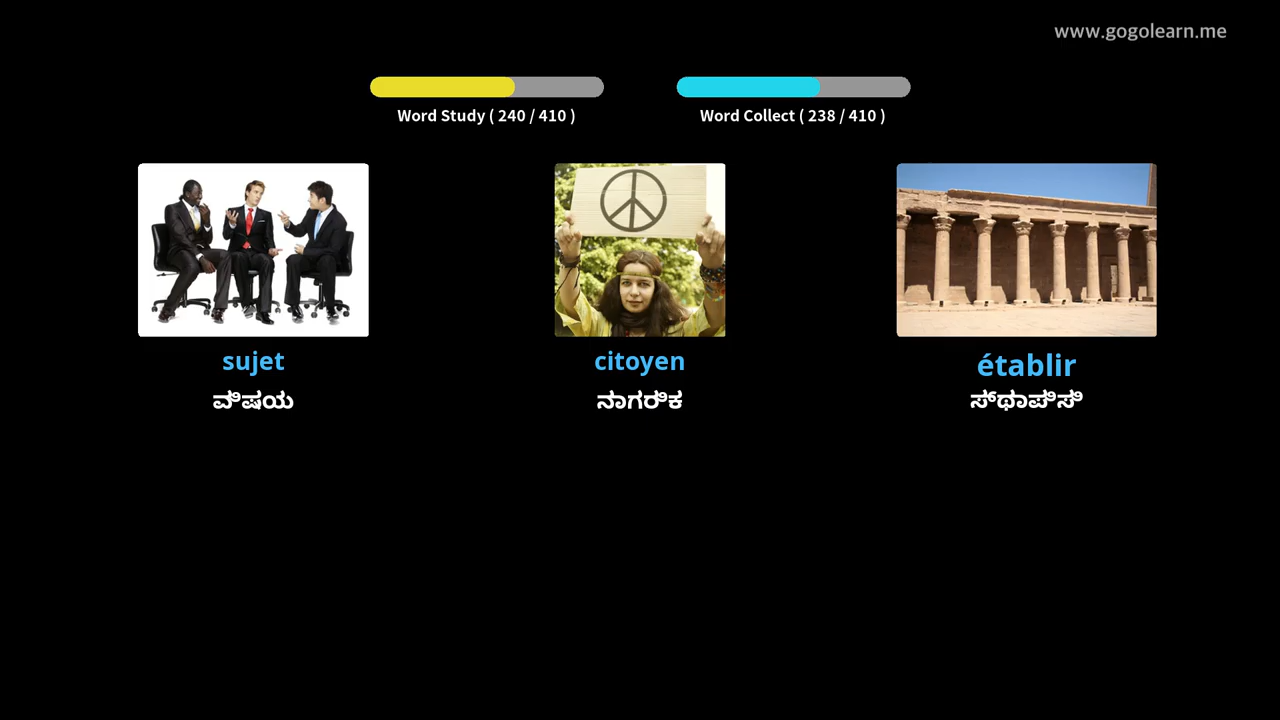 www.gogolearn.me
Word Study ( 240 / 410 )
Word Collect ( 238 / 410 )
sujet
ವಿಷಯ
citoyen
ನಾಗರಿಕ
établir
ಸ್ಥಾಪಿಸಿ